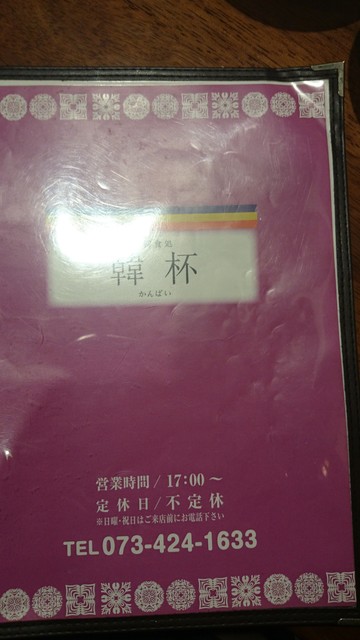 食処
韓杯
かんぱい
営業時間 / 17:00～
定休日 / 不定休
※日曜・祝日はご来店前にお電話下さい
TEL 073-424-1633